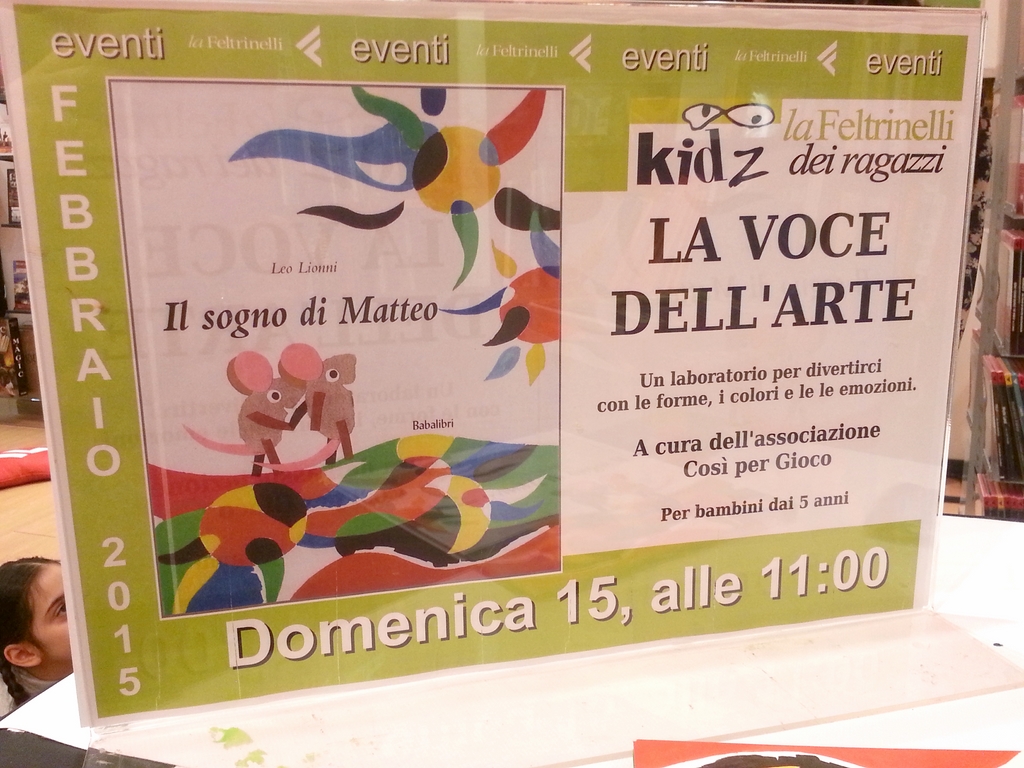 eventi la Feltrinelli eventi la Feltrinelli eventi la Feltrinelli eventi
FEBBRAIO 2015
Leo Lionni
Il sogno di Matteo
Babalibri
kidz la Feltrinelli
dei ragazzi
LA VOCE
DELL'ARTE
Un laboratorio per divertirci
con le forme, i colori e le le emozioni.
A cura dell'associazione
Così per Gioco
Per bambini dai 5 anni
Domenica 15, alle 11:00
MAGIC